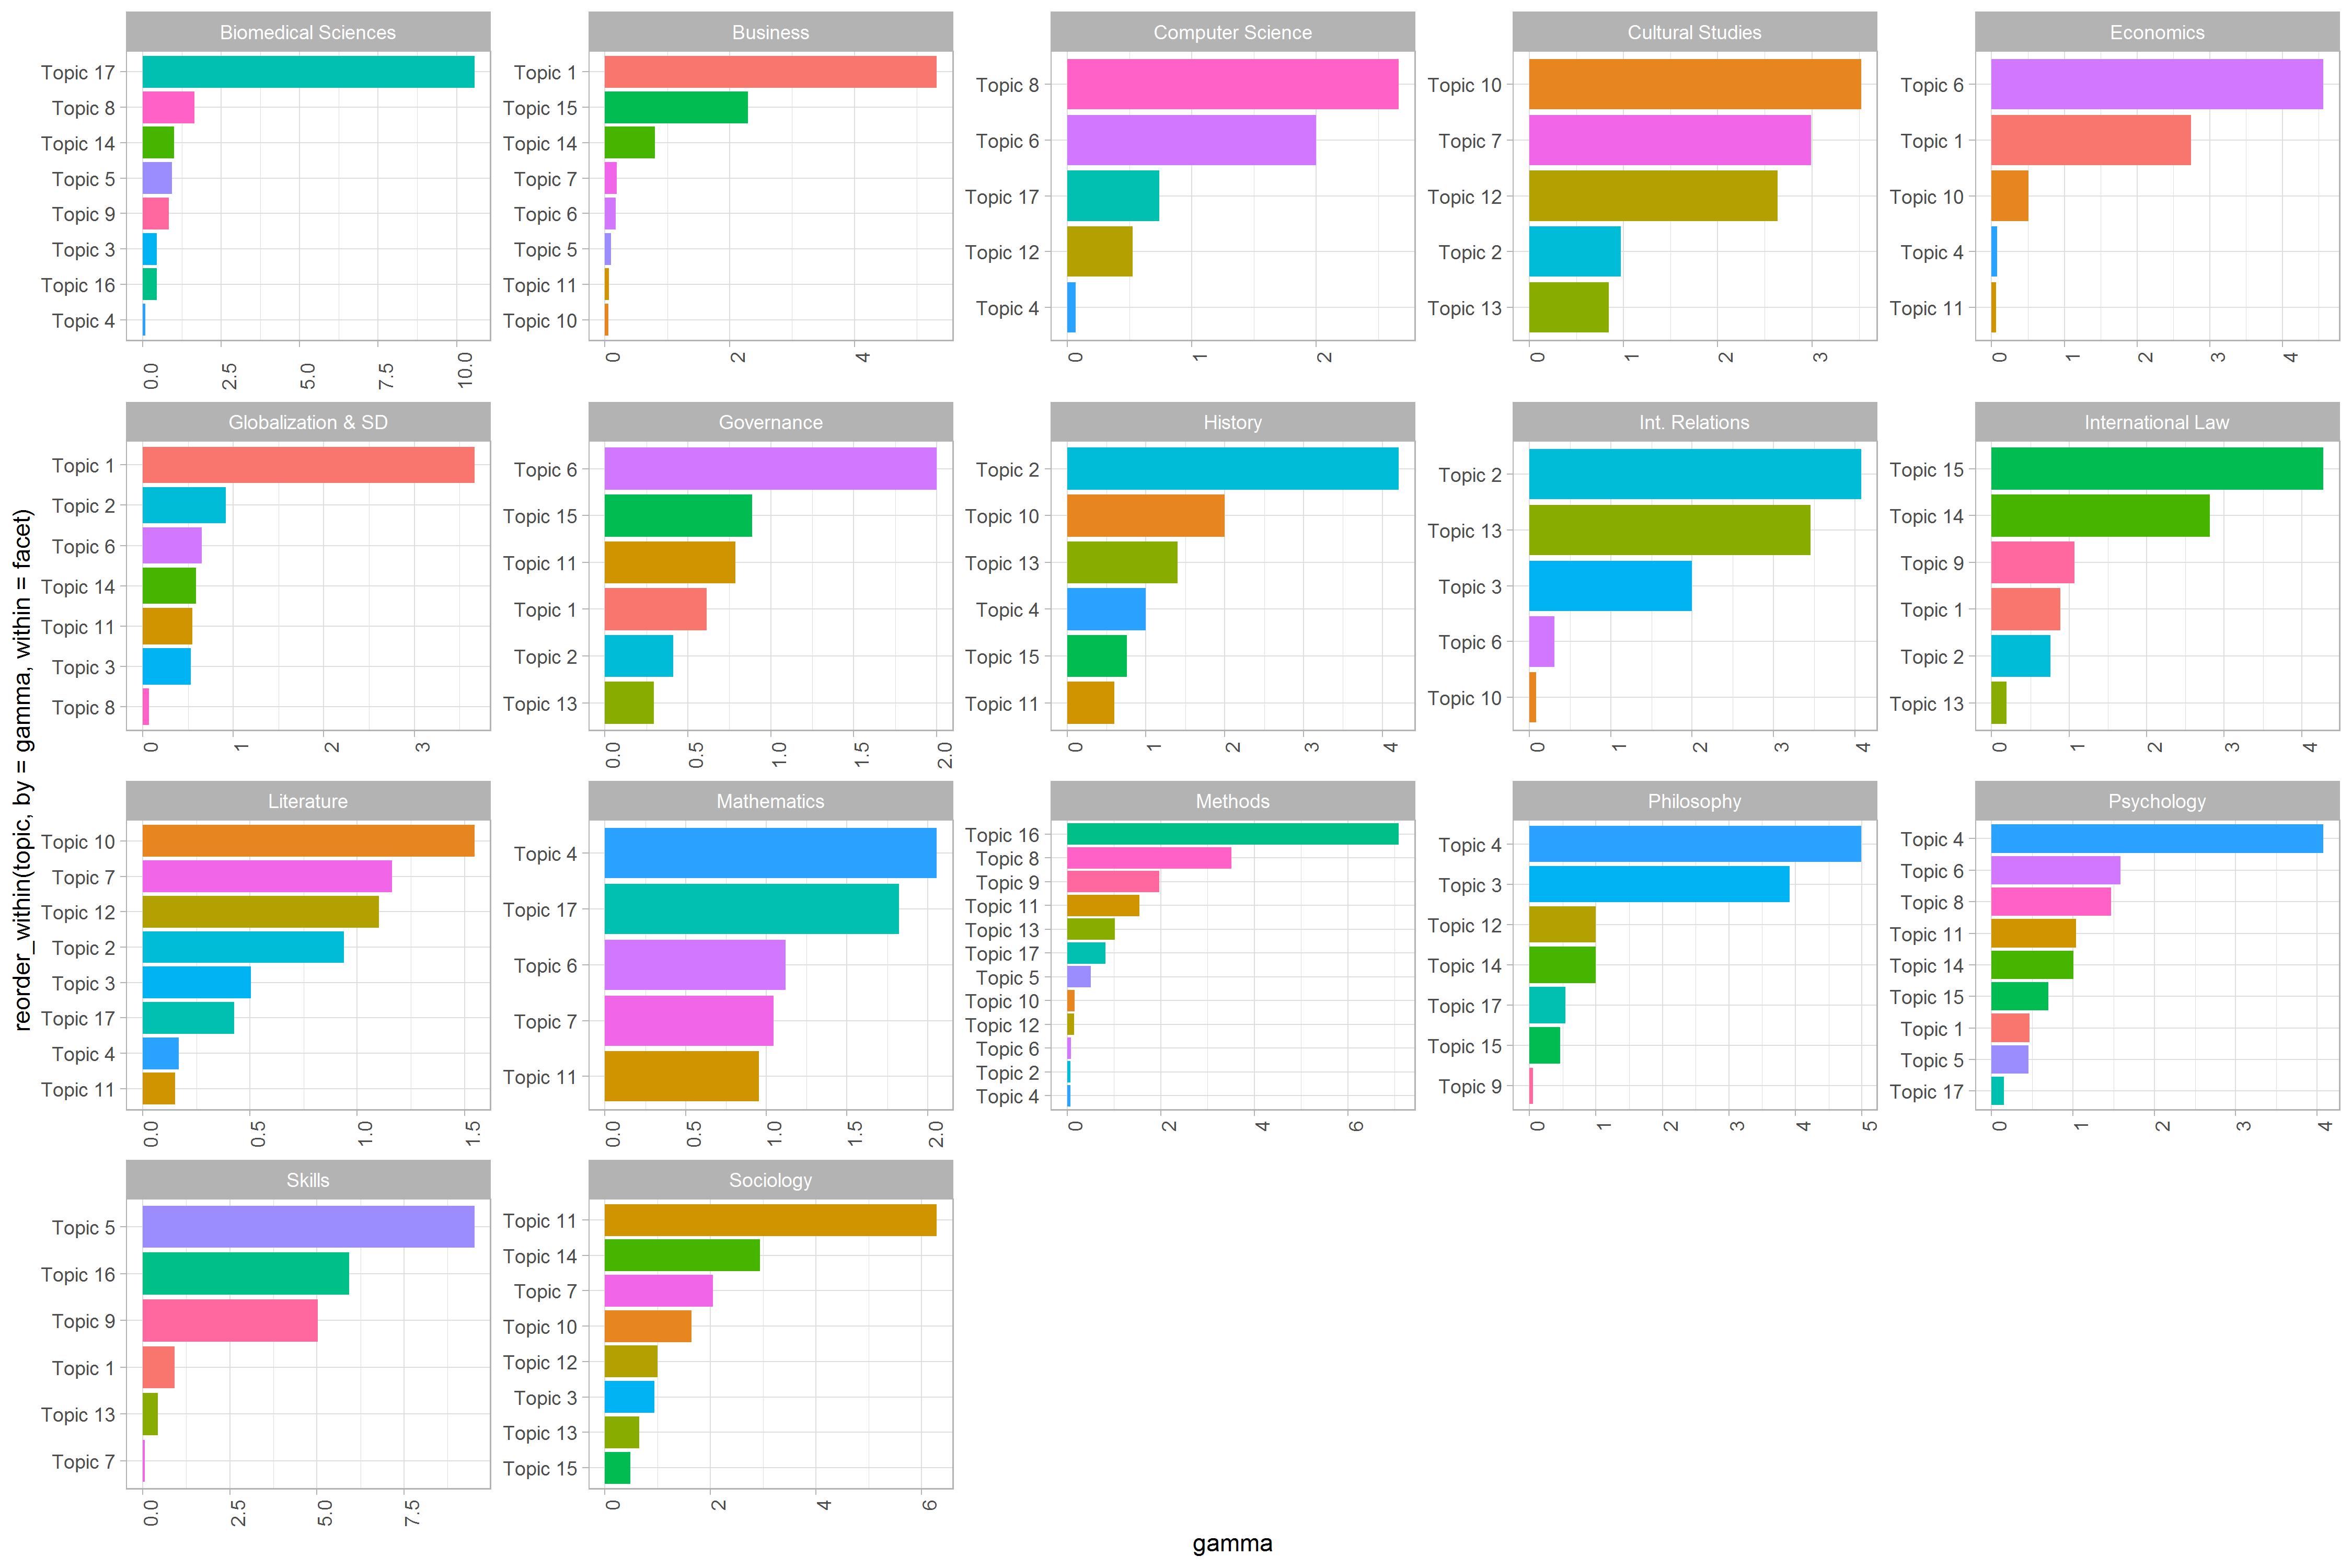 Biomedical Sciences
Topic 17
Topic 8
Topic 14
Topic 5
Topic 9
Topic 3
Topic 16
Topic 4
0.0 2.5 5.0 7.5 10.0
Business
Topic 1
Topic 15
Topic 14
Topic 7
Topic 6
Topic 5
Topic 11
Topic 10
0 2 4
Computer Science
Topic 8
Topic 6
Topic 17
Topic 12
Topic 4
0 1 2
Cultural Studies
Topic 10
Topic 7
Topic 12
Topic 2
Topic 13
0 1 2 3
Economics
Topic 6
Topic 1
Topic 10
Topic 4
Topic 11
0 1 2 3 4
Globalization & SD
Topic 1
Topic 2
Topic 6
Topic 14
Topic 11
Topic 3
Topic 8
0 1 2 3
Governance
Topic 6
Topic 15
Topic 11
Topic 1
Topic 2
Topic 13
0.0 0.5 1.0 1.5 2.0
History
Topic 2
Topic 10
Topic 13
Topic 4
Topic 15
Topic 11
0 1 2 3 4
Int. Relations
Topic 2
Topic 13
Topic 3
Topic 6
Topic 10
0 1 2 3 4
International Law
Topic 15
Topic 14
Topic 9
Topic 1
Topic 2
Topic 13
0 1 2 3 4
Literature
Topic 10
Topic 7
Topic 12
Topic 2
Topic 3
Topic 17
Topic 4
Topic 11
0.0 0.5 1.0 1.5
Mathematics
Topic 4
Topic 17
Topic 6
Topic 7
Topic 11
0.0 0.5 1.0 1.5 2.0
Methods
Topic 16
Topic 8
Topic 9
Topic 11
Topic 13
Topic 17
Topic 5
Topic 10
Topic 12
Topic 6
Topic 2
Topic 4
0 2 4 6
Philosophy
Topic 4
Topic 3
Topic 12
Topic 14
Topic 17
Topic 15
Topic 9
0 1 2 3 4 5
Psychology
Topic 4
Topic 6
Topic 8
Topic 11
Topic 14
Topic 15
Topic 1
Topic 5
Topic 17
0 1 2 3 4
Skills
Topic 5
Topic 16
Topic 9
Topic 1
Topic 13
Topic 7
0.0 2.5 5.0 7.5
Sociology
Topic 11
Topic 14
Topic 7
Topic 10
Topic 12
Topic 3
Topic 13
Topic 15
0 2 4 6
reorder_within(topic, by = gamma, within = facet)
gamma